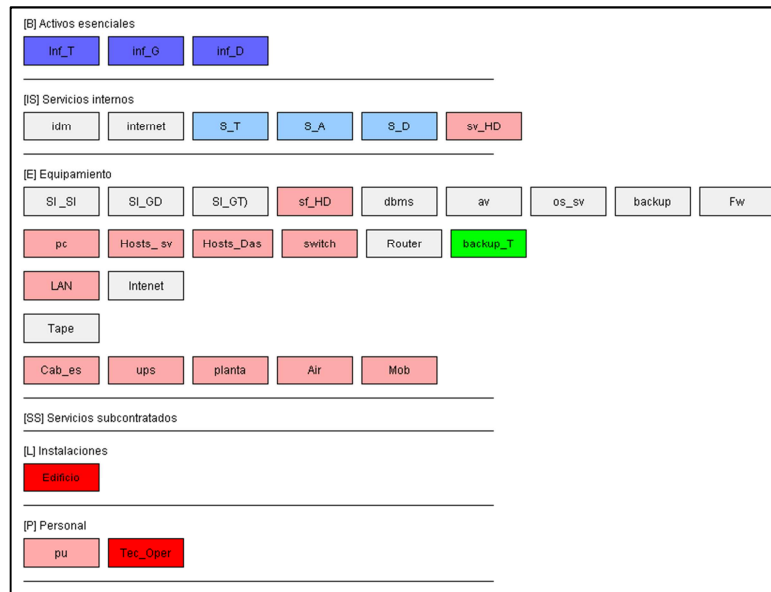 [B] Activos esenciales
Inf_T inf_G inf_D
[IS] Servicios internos
idm internet S_T S_A S_D sv_HD
[E] Equipamiento
SI _SI SI_GD SI_GT) sf_HD dbms av os_sv backup Fw
pc Hosts_ sv Hosts_Das switch Router backup_T
LAN Intenet
Tape
Cab_es ups planta Air Mob
[SS] Servicios subcontratados
[L] Instalaciones
Edificio
[P] Personal
pu Tec_Oper